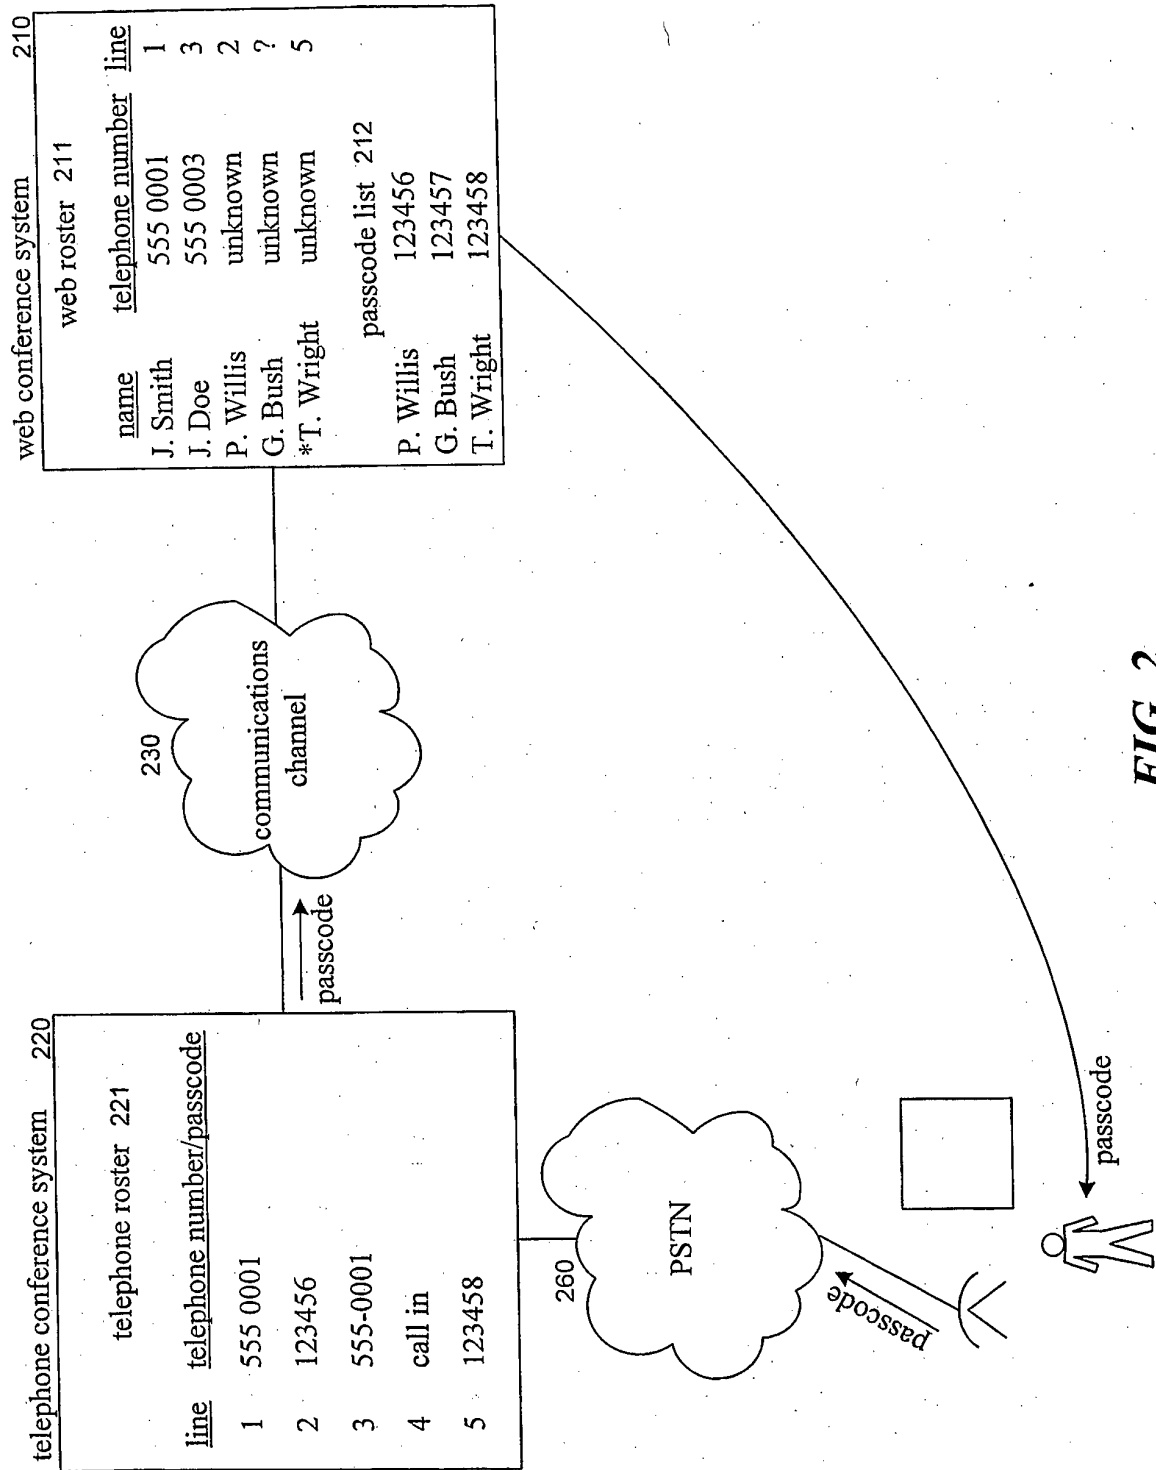 telephone conference system 220
telephone roster 221
line telephone number/passcode
1 555 0001
2 123456
3 555-0001
4 call in
5 123458
passcode
230
communications
channel
web conference system 210
web roster 211
name telephone number line
J. Smith 555 0001 1
J. Doe 555 0003 3
P. Willis unknown 2
G. Bush unknown ?
*T. Wright unknown 5
passcode list 212
P. Willis 123456
G. Bush 123457
T. Wright 123458
260
PSTN
passcode
passcode
FIG. 2